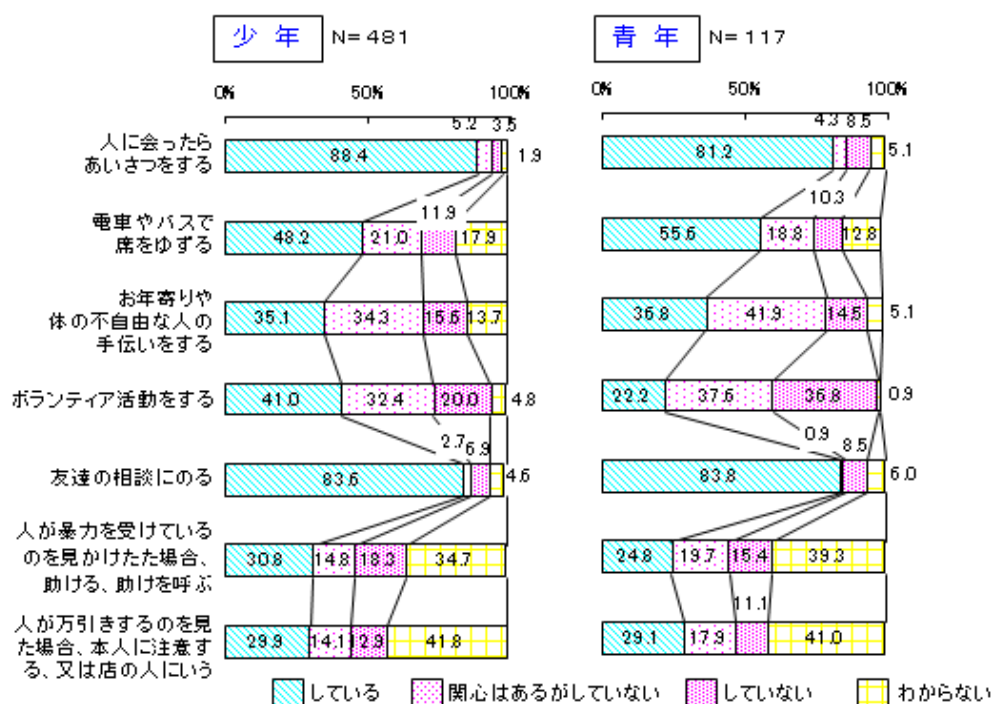 少年 N=481
青年 N=117
0% 50% 100%
0% 50% 100%
人に会ったら
あいさつをする
88.4 5.2 3.5 1.9
81.2 4.3 8.5 5.1
電車やバスで
席をゆずる
48.2 21.0 11.9 17.9
55.6 18.8 10.3 12.8
お年寄りや
体の不自由な人の
手伝いをする
35.1 34.3 15.6 13.7
36.8 41.9 14.5 5.1
ボランティア活動をする
41.0 32.4 20.0 4.8
22.2 37.6 36.8 0.9
友達の相談にのる
83.6 2.7 6.9 4.6
83.8 0.9 8.5 6.0
人が暴力を受けている
のを見かけたた場合、
助ける、助けを呼ぶ
30.8 14.8 18.3 34.7
24.8 19.7 15.4 39.3
人が万引きするのを見
た場合、本人に注意す
る、又は店の人にいう
29.9 14.1 12.9 41.8
29.1 17.9 11.1 41.0
している 関心はあるがしていない していない わからない